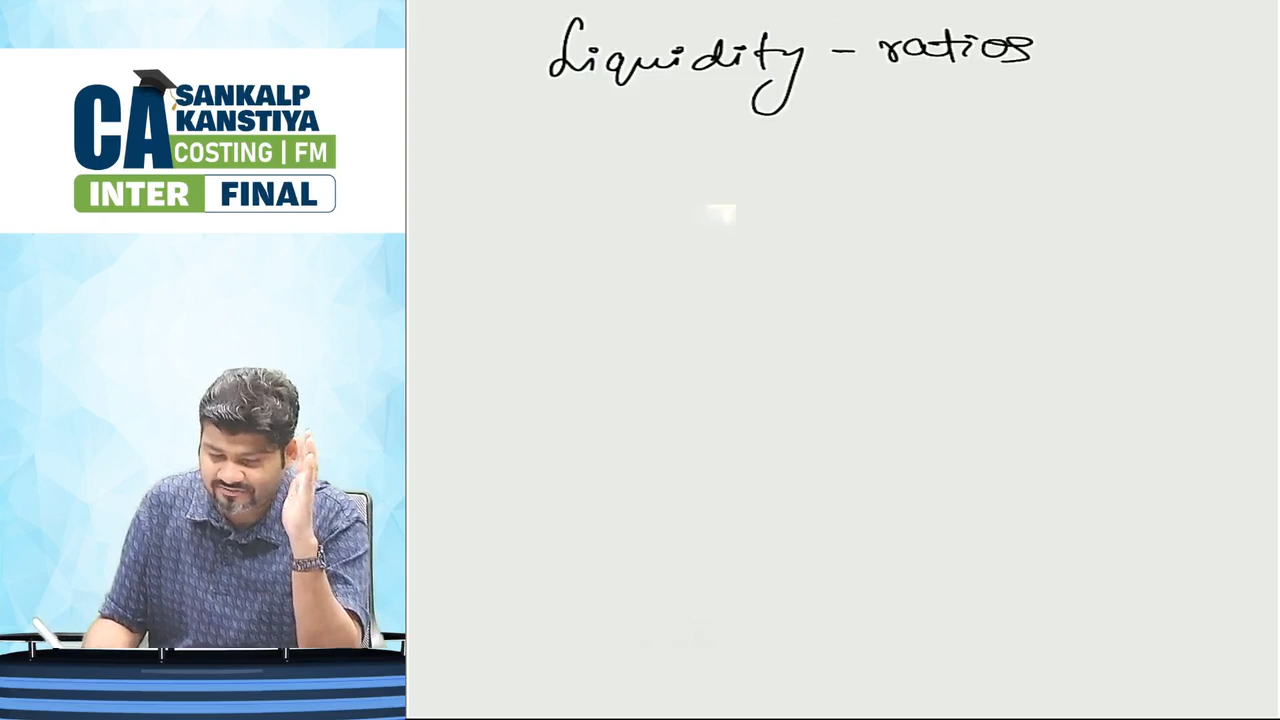 CA SANKALP
KANSTIYA
COSTING | FM
INTER FINAL
Liquidity - ratios